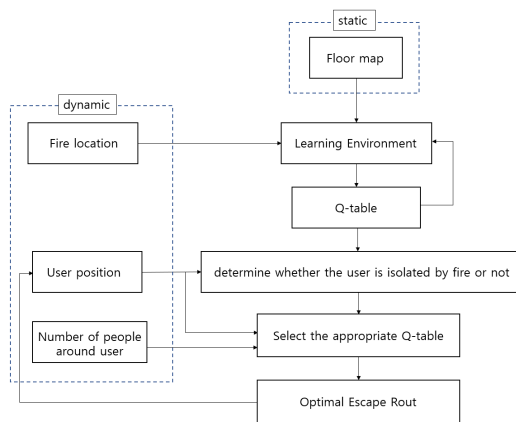 static
Floor map
dynamic
Fire location
Learning Environment
Q-table
User position
determine whether the user is isolated by fire or not
Number of people
around user
Select the appropriate Q-table
Optimal Escape Rout